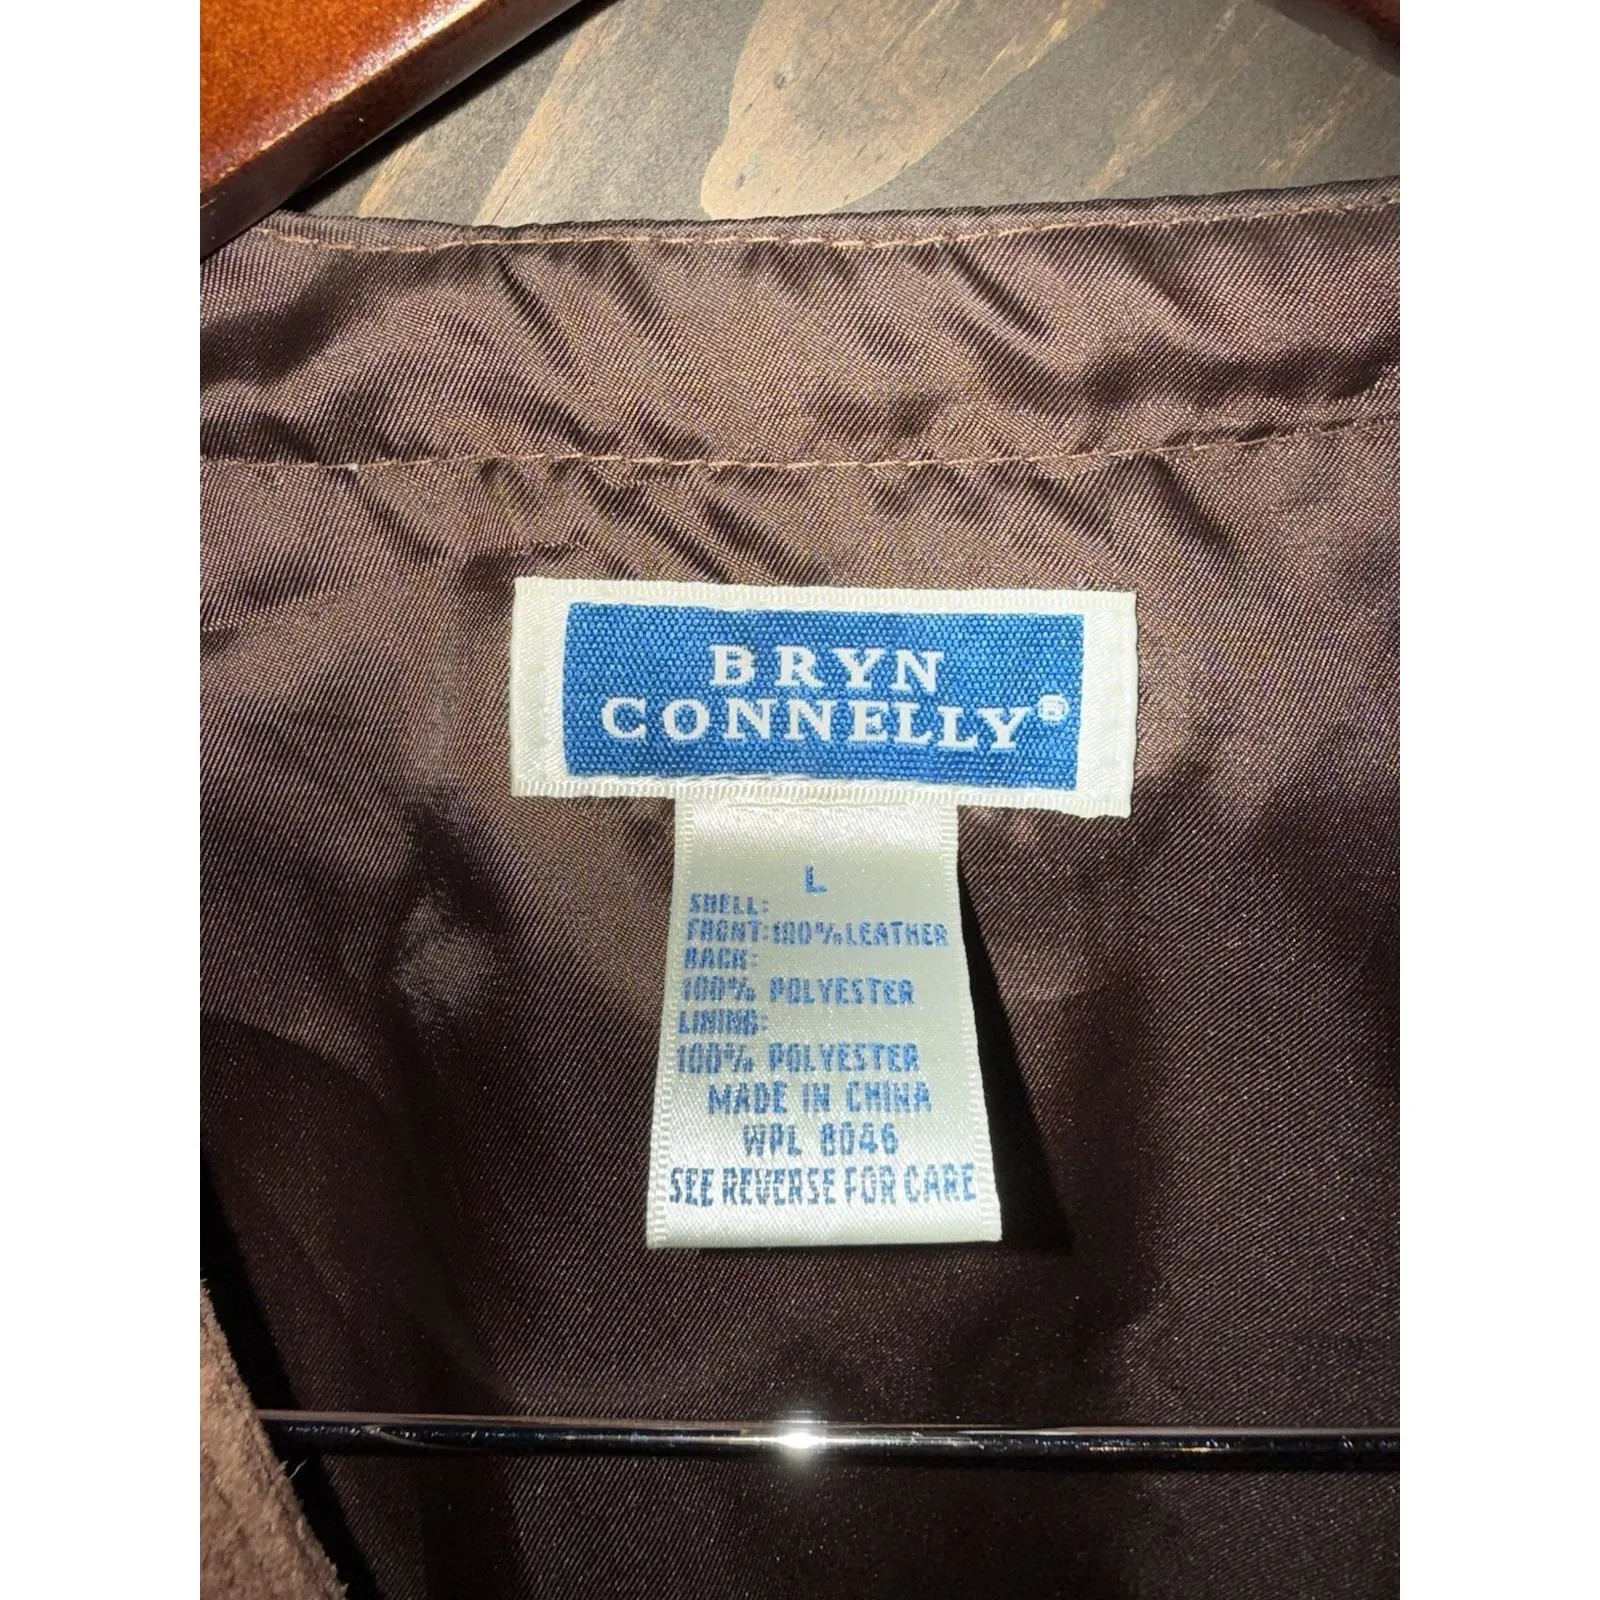 BRYN
CONNELLY®
L
SHELL:
FRONT:100%LEATHER
BACK:
100% POLYESTER
LINING:
100% POLYESTER
MADE IN CHINA
WPL 8046
SEE REVERSE FOR CARE